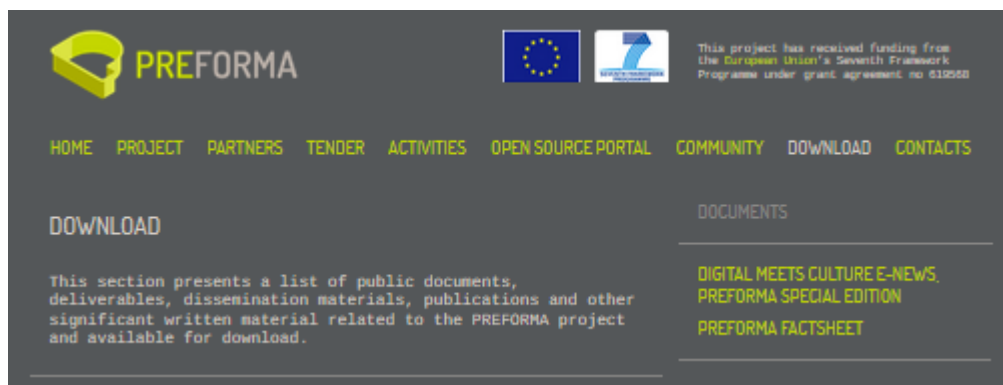 PREFORMA
This project has received funding from
the European Union's Seventh Framework
Programme under grant agreement no 619568
HOME PROJECT PARTNERS TENDER ACTIVITIES OPEN SOURCE PORTAL COMMUNITY DOWNLOAD CONTACTS
DOWNLOAD
This section presents a list of public documents,
deliverables, dissemination materials, publications and other
significant written material related to the PREFORMA project
and available for download.
DOCUMENTS
DIGITAL MEETS CULTURE E-NEWS,
PREFORMA SPECIAL EDITION
PREFORMA FACTSHEET